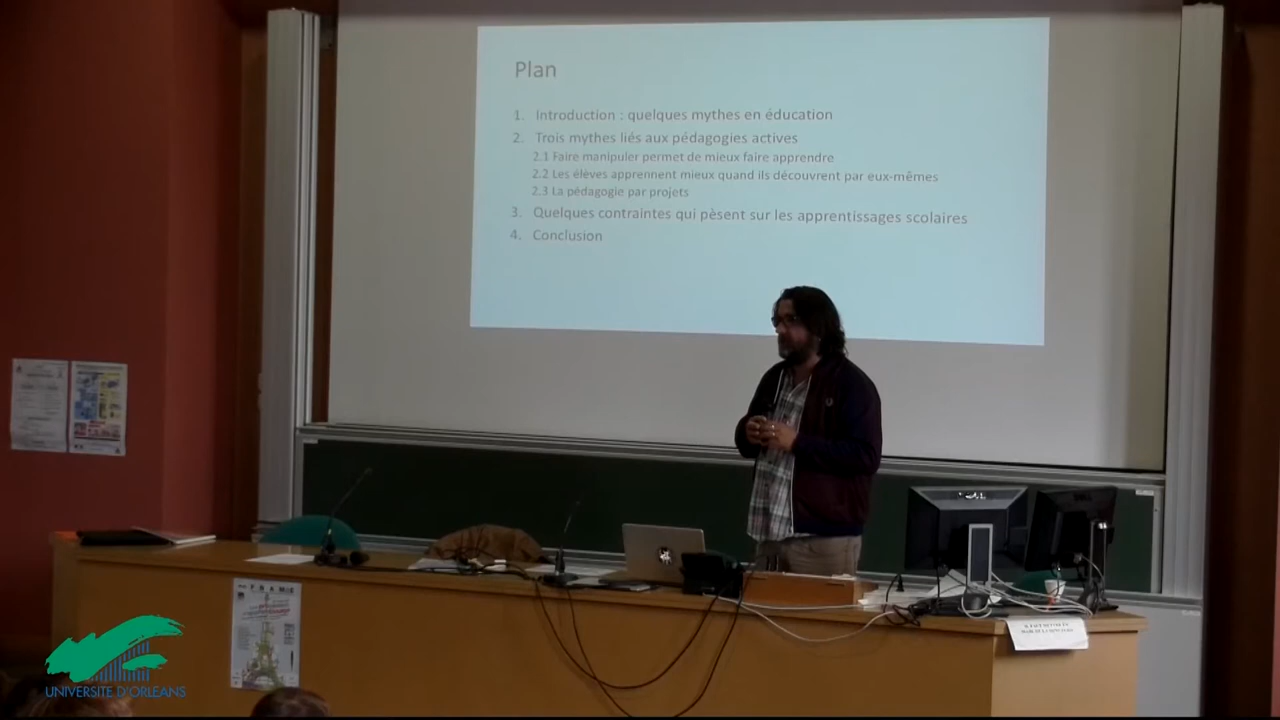 Plan
1. Introduction : quelques mythes en éducation
2. Trois mythes liés aux pédagogies actives
2.1 Faire manipuler permet de mieux faire apprendre
2.2 Les élèves apprennent mieux quand ils découvrent par eux-mêmes
2.3 La pédagogie par projets
3. Quelques contraintes qui pèsent sur les apprentissages scolaires
4. Conclusion
UNIVERSITE D'ORLEANS